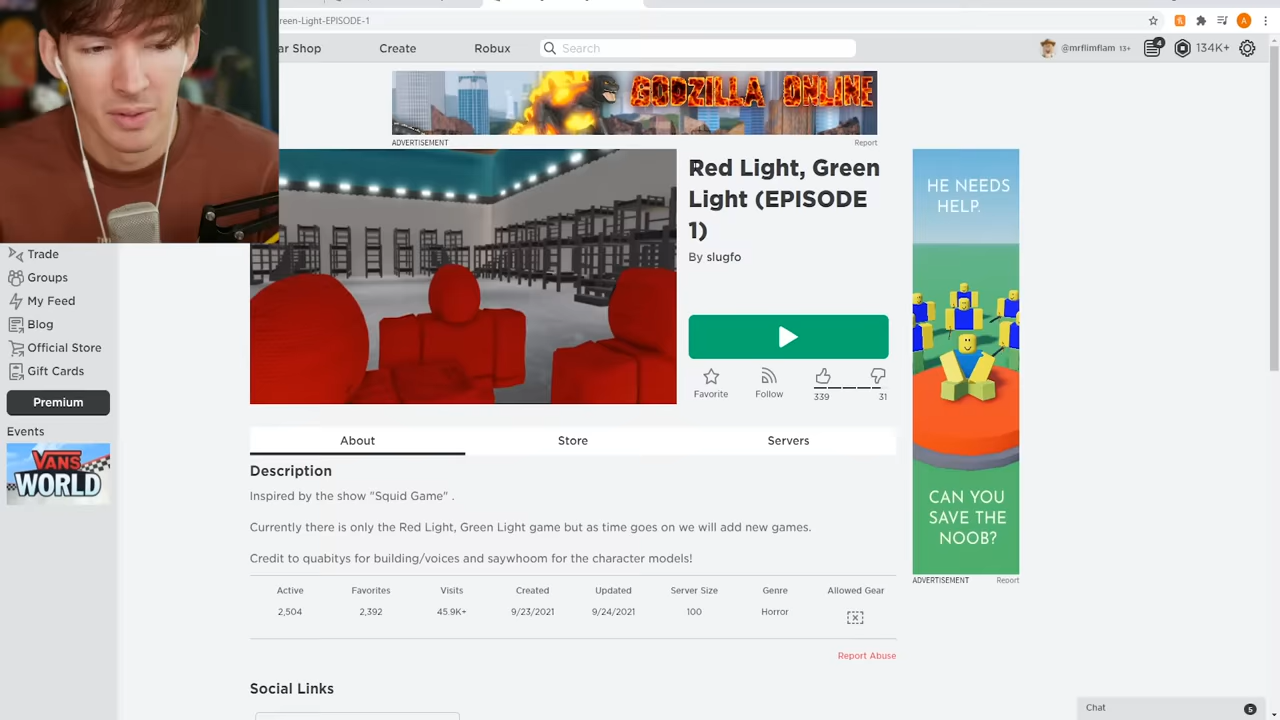 een-Light-EPISODE-1
ar Shop
Create
Robux
Search
@mrflimflam 13+
4
134K+
A
GODZILLA ONLINE
ADVERTISEMENT
Report
Red Light, Green
Light (EPISODE
1)
By slugfo
Favorite
Follow
339
31
HE NEEDS
HELP.
CAN YOU
SAVE THE
NOOB?
ADVERTISEMENT
Report
Trade
Groups
My Feed
Blog
Official Store
Gift Cards
Premium
Events
VANS
WORLD
About
Store
Servers
Description
Inspired by the show "Squid Game" .
Currently there is only the Red Light, Green Light game but as time goes on we will add new games.
Credit to quabitys for building/voices and saywhoom for the character models!
Active
Favorites
Visits
Created
Updated
Server Size
Genre
Allowed Gear
2,504
2,392
45.9K+
9/23/2021
9/24/2021
100
Horror
Report Abuse
Social Links
Chat
5